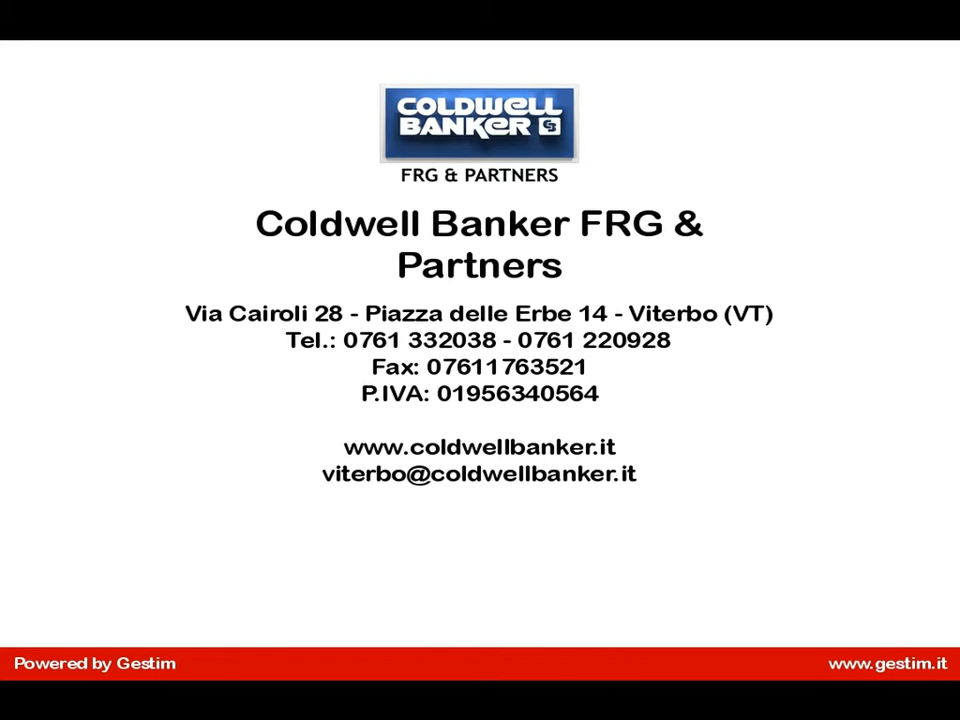 COLDWELL
BANKER CB
FRG & PARTNERS
Coldwell Banker FRG &
Partners
Via Cairoli 28 - Piazza delle Erbe 14 - Viterbo (VT)
Tel.: 0761 332038 - 0761 220928
Fax: 07611763521
P.IVA: 01956340564
www.coldwellbanker.it
viterbo@coldwellbanker.it
Powered by Gestim
www.gestim.it